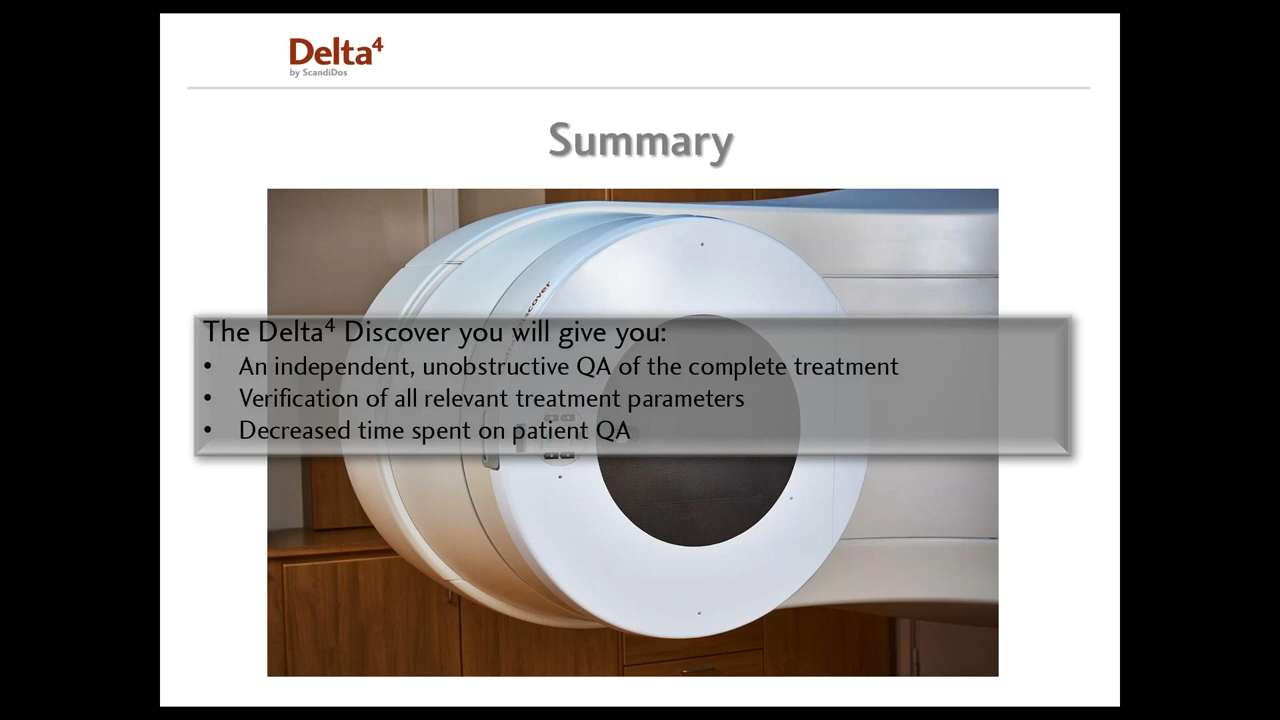 Delta⁴
by ScandiDos
Summary
Discover
The Delta⁴ Discover you will give you:
• An independent, unobstructive QA of the complete treatment
• Verification of all relevant treatment parameters
• Decreased time spent on patient QA